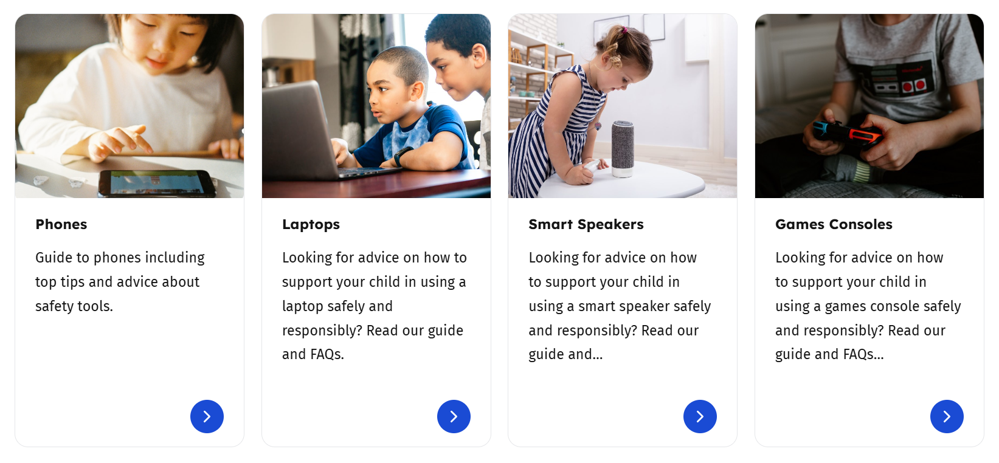 Phones
Guide to phones including
top tips and advice about
safety tools.
Laptops
Looking for advice on how to
support your child in using a
laptop safely and
responsibly? Read our guide
and FAQs.
Smart Speakers
Looking for advice on how
to support your child in
using a smart speaker safely
and responsibly? Read our
guide and...
Games Consoles
Looking for advice on how
to support your child in
using a games console safely
and responsibly? Read our
guide and FAQs...